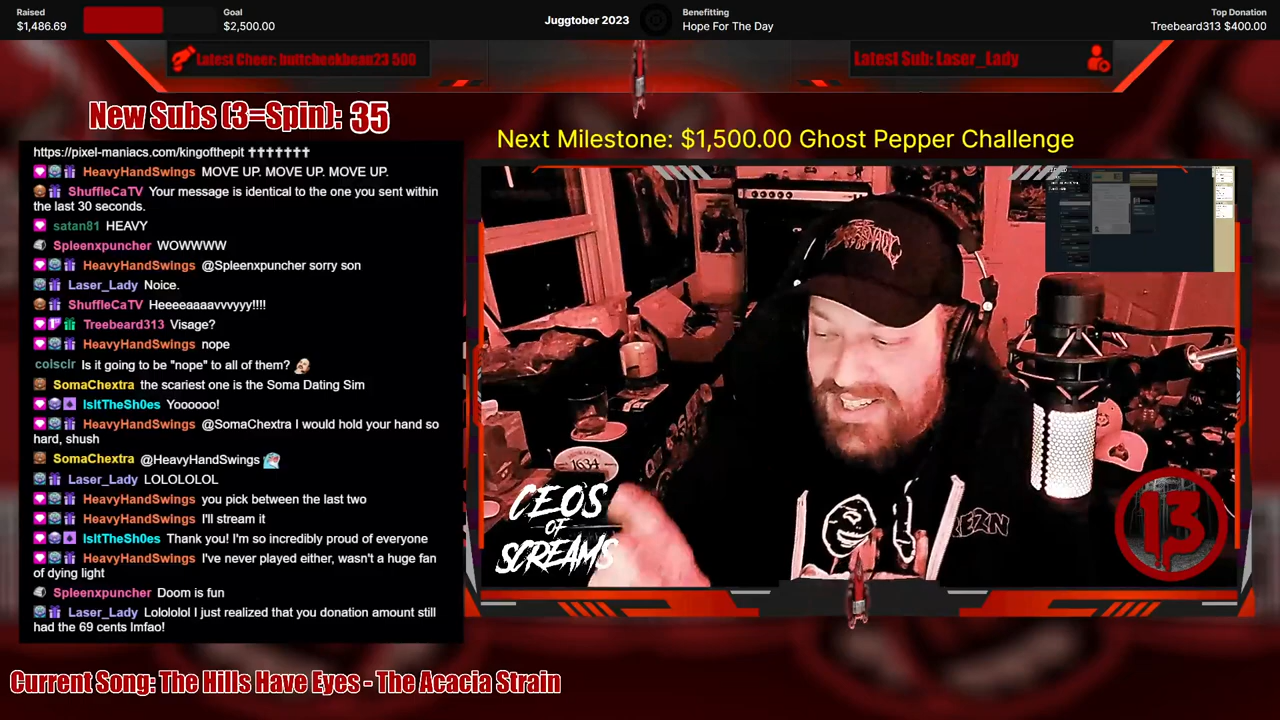 Raised
$1,486.69
Goal
$2,500.00
Juggtober 2023
Benefitting
Hope For The Day
Top Donation
Treebeard313 $400.00
Latest Cheer: buttcheekbeau23 500
Latest Sub: Laser_Lady
New Subs (3=Spin): 35
Next Milestone: $1,500.00 Ghost Pepper Challenge
https://pixel-maniacs.com/kingofthepit ✝✝✝✝✝✝✝
HeavyHandSwings MOVE UP. MOVE UP. MOVE UP.
ShuffleCaTV Your message is identical to the one you sent within
the last 30 seconds.
satan81 HEAVY
Spleenxpuncher WOWWWW
HeavyHandSwings @Spleenxpuncher sorry son
Laser_Lady Noice.
ShuffleCaTV Heeeeaaaavvvyyy!!!!
Treebeard313 Visage?
HeavyHandSwings nope
colsclr Is it going to be "nope" to all of them?
SomaChextra the scariest one is the Soma Dating Sim
IsItTheSh0es Yoooooo!
HeavyHandSwings @SomaChextra I would hold your hand so
hard, shush
SomaChextra @HeavyHandSwings
Laser_Lady LOLOLOLOL
HeavyHandSwings you pick between the last two
HeavyHandSwings I'll stream it
IsItTheSh0es Thank you! I'm so incredibly proud of everyone
HeavyHandSwings I've never played either, wasn't a huge fan
of dying light
Spleenxpuncher Doom is fun
Laser_Lady Lolololol I just realized that you donation amount still
had the 69 cents lmfao!
1634
CEOS
OF
SCREAMS
13
Current Song: The Hills Have Eyes - The Acacia Strain